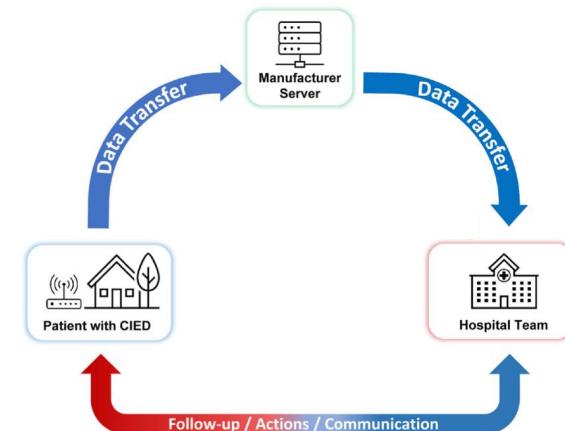 Manufacturer
Server
Data Transfer
Data Transfer
Patient with CIED
Hospital Team
Follow-up / Actions / Communication